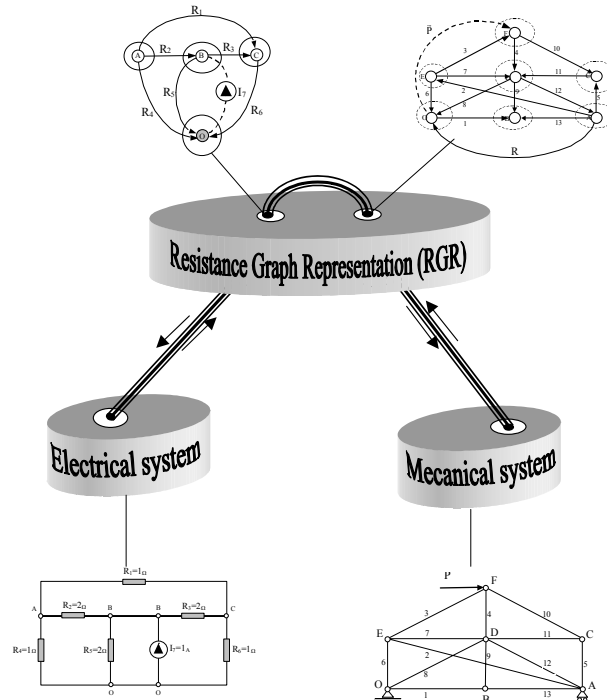 R1
A R2 B R3 C
R5 I7
R4 R6
O
P
F
3 4 10
E 7 11
6 2 9 12 5
8
1 13
R
Resistance Graph Representation (RGR)
Electrical system
Mecanical system
R1=1Ω
A R2=2Ω B B R3=2Ω C
R4=1Ω R5=2Ω I7=1A R6=1Ω
O O
P F
3 4 10
E 7 D 11 C
6 2 9 12 5
O 8 A
1 B 13